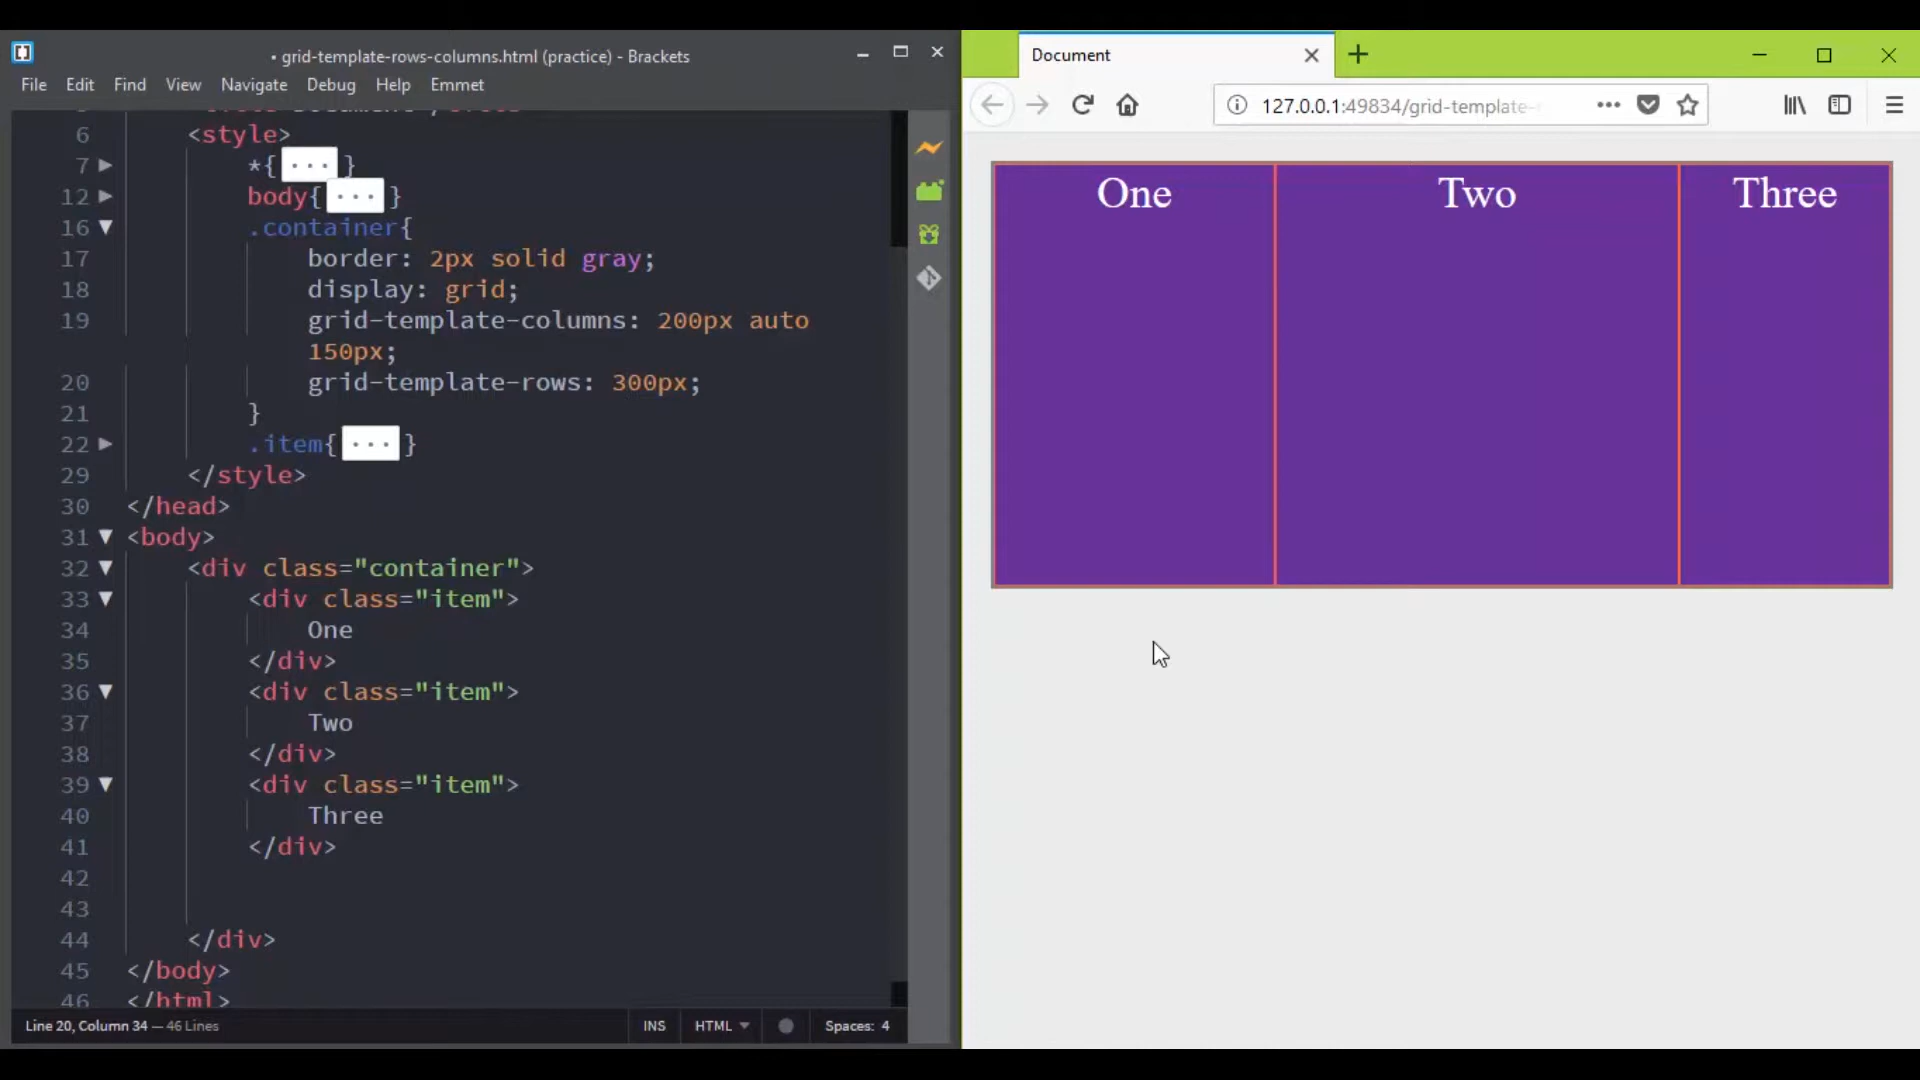 • grid-template-rows-columns.html (practice) - Brackets
File Edit Find View Navigate Debug Help Emmet
6 <style>
7 *{ ... }
12 body{ ... }
16 .container{
17 border: 2px solid gray;
18 display: grid;
19 grid-template-columns: 200px auto
150px;
20 grid-template-rows: 300px;
21 }
22 .item{ ... }
29 </style>
30 </head>
31 <body>
32 <div class="container">
33 <div class="item">
34 One
35 </div>
36 <div class="item">
37 Two
38 </div>
39 <div class="item">
40 Three
41 </div>
42
43
44 </div>
45 </body>
46 </html>
Line 20, Column 34 — 46 Lines
INS HTML Spaces: 4
Document
127.0.0.1:49834/grid-template-
One Two Three